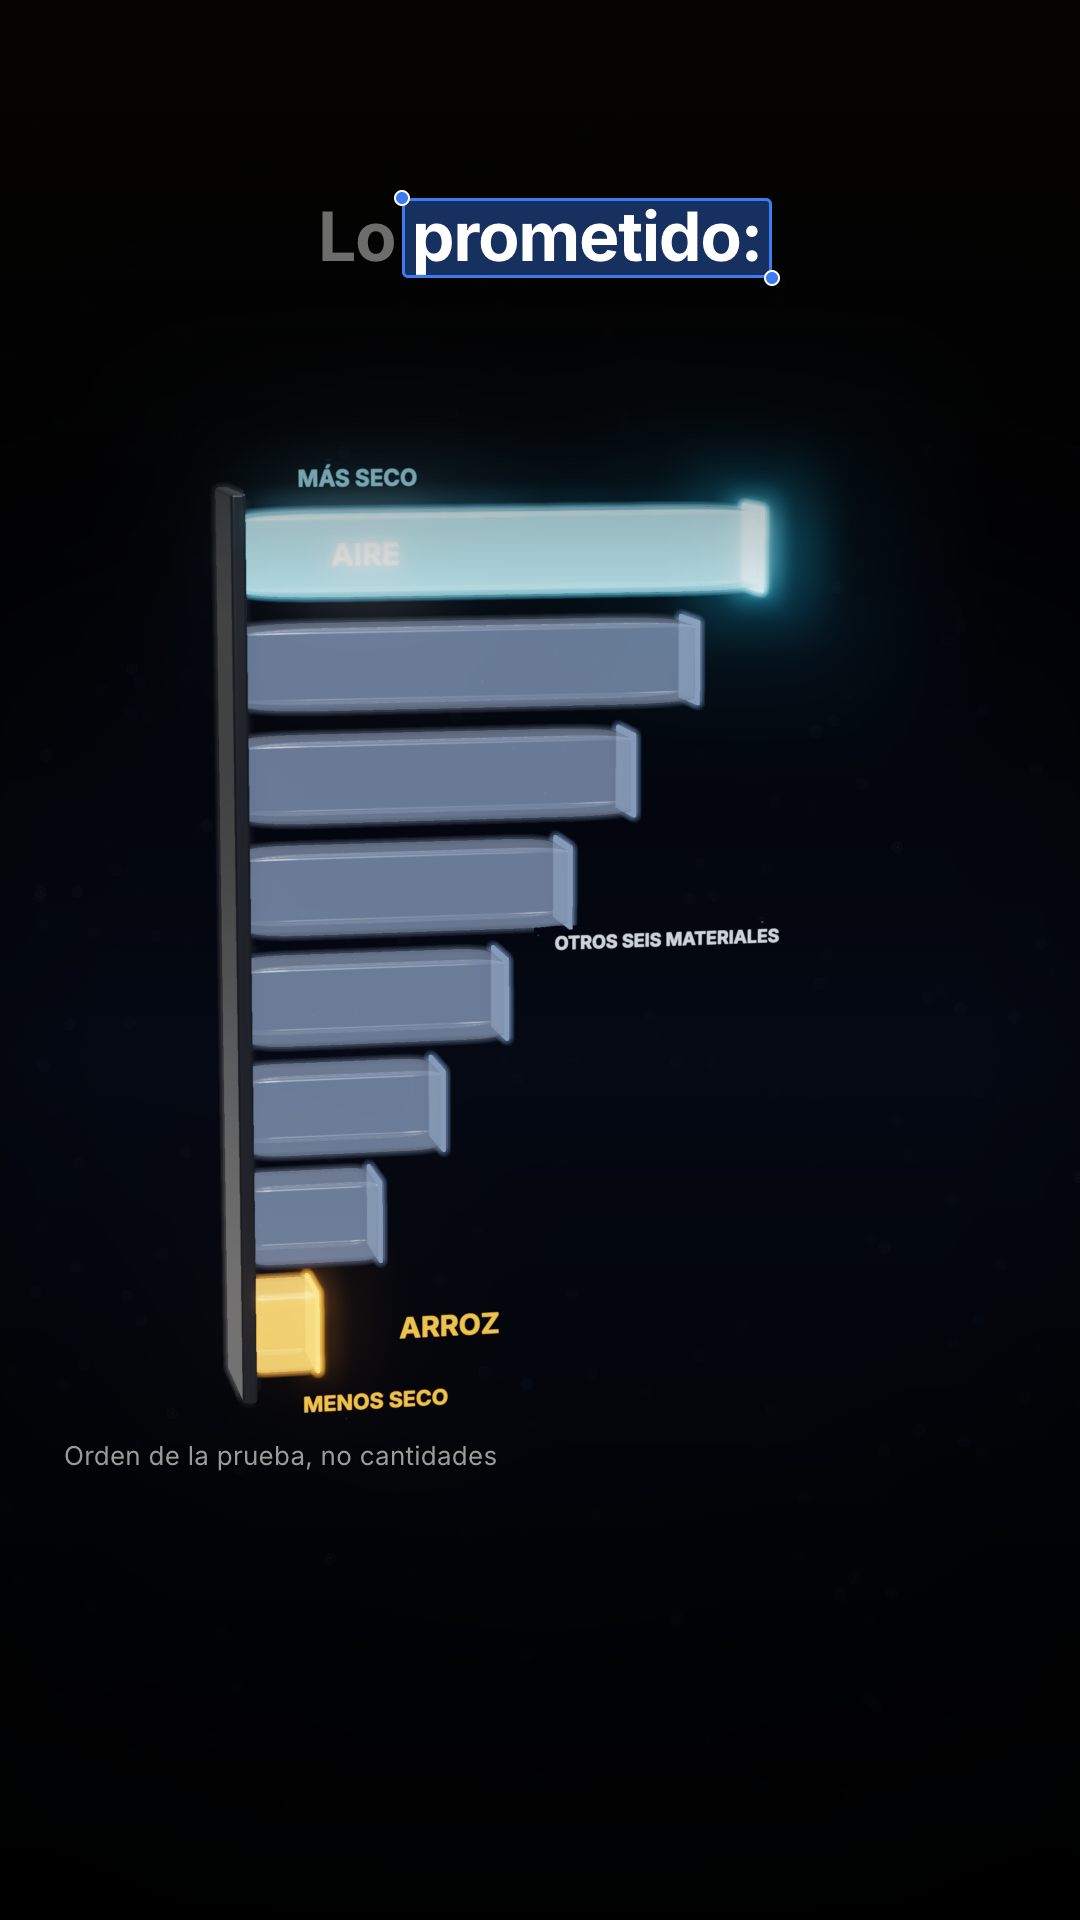 Lo prometido:
MÁS SECO
AIRE
OTROS SEIS MATERIALES
ARROZ
MENOS SECO
Orden de la prueba, no cantidades